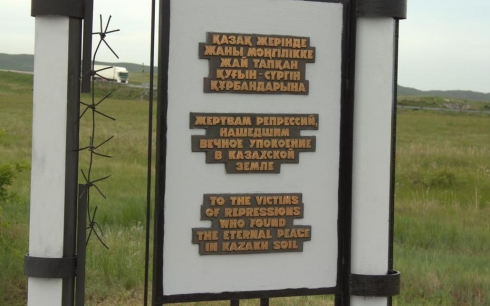 ҚАЗАҚ ЖЕРІНДЕ
ЖАНЫ МӘҢГІЛІККЕ
ЖАЙ ТАПҚАН
ҚУҒЫН-СҮРГІН
ҚҰРБАНДАРЫНА
ЖЕРТВАМ РЕПРЕССИЙ,
НАШЕДШИМ
ВЕЧНОЕ УПОКОЕНИЕ
В КАЗАХСКОЙ
ЗЕМЛЕ
TO THE VICTIMS
OF REPRESSIONS
WHO FOUND
THE ETERNAL PEACE
IN KAZAKH SOIL